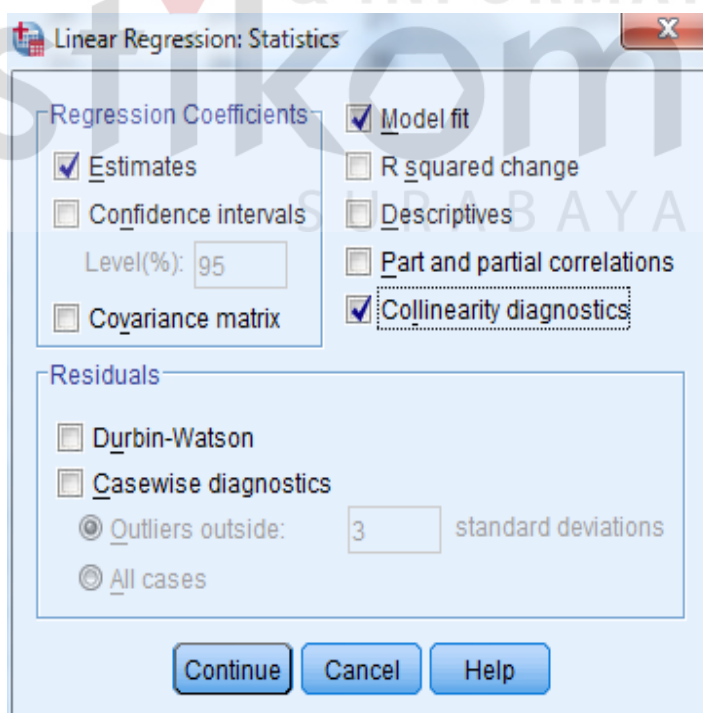 & INFORMA
Linear Regression: Statistics
X
stikom
SURABAYA
Regression Coefficients
Estimates
Confidence intervals
Level(%): 95
Covariance matrix
Model fit
R squared change
Descriptives
Part and partial correlations
Collinearity diagnostics
Residuals
Durbin-Watson
Casewise diagnostics
Outliers outside: 3 standard deviations
All cases
Continue Cancel Help